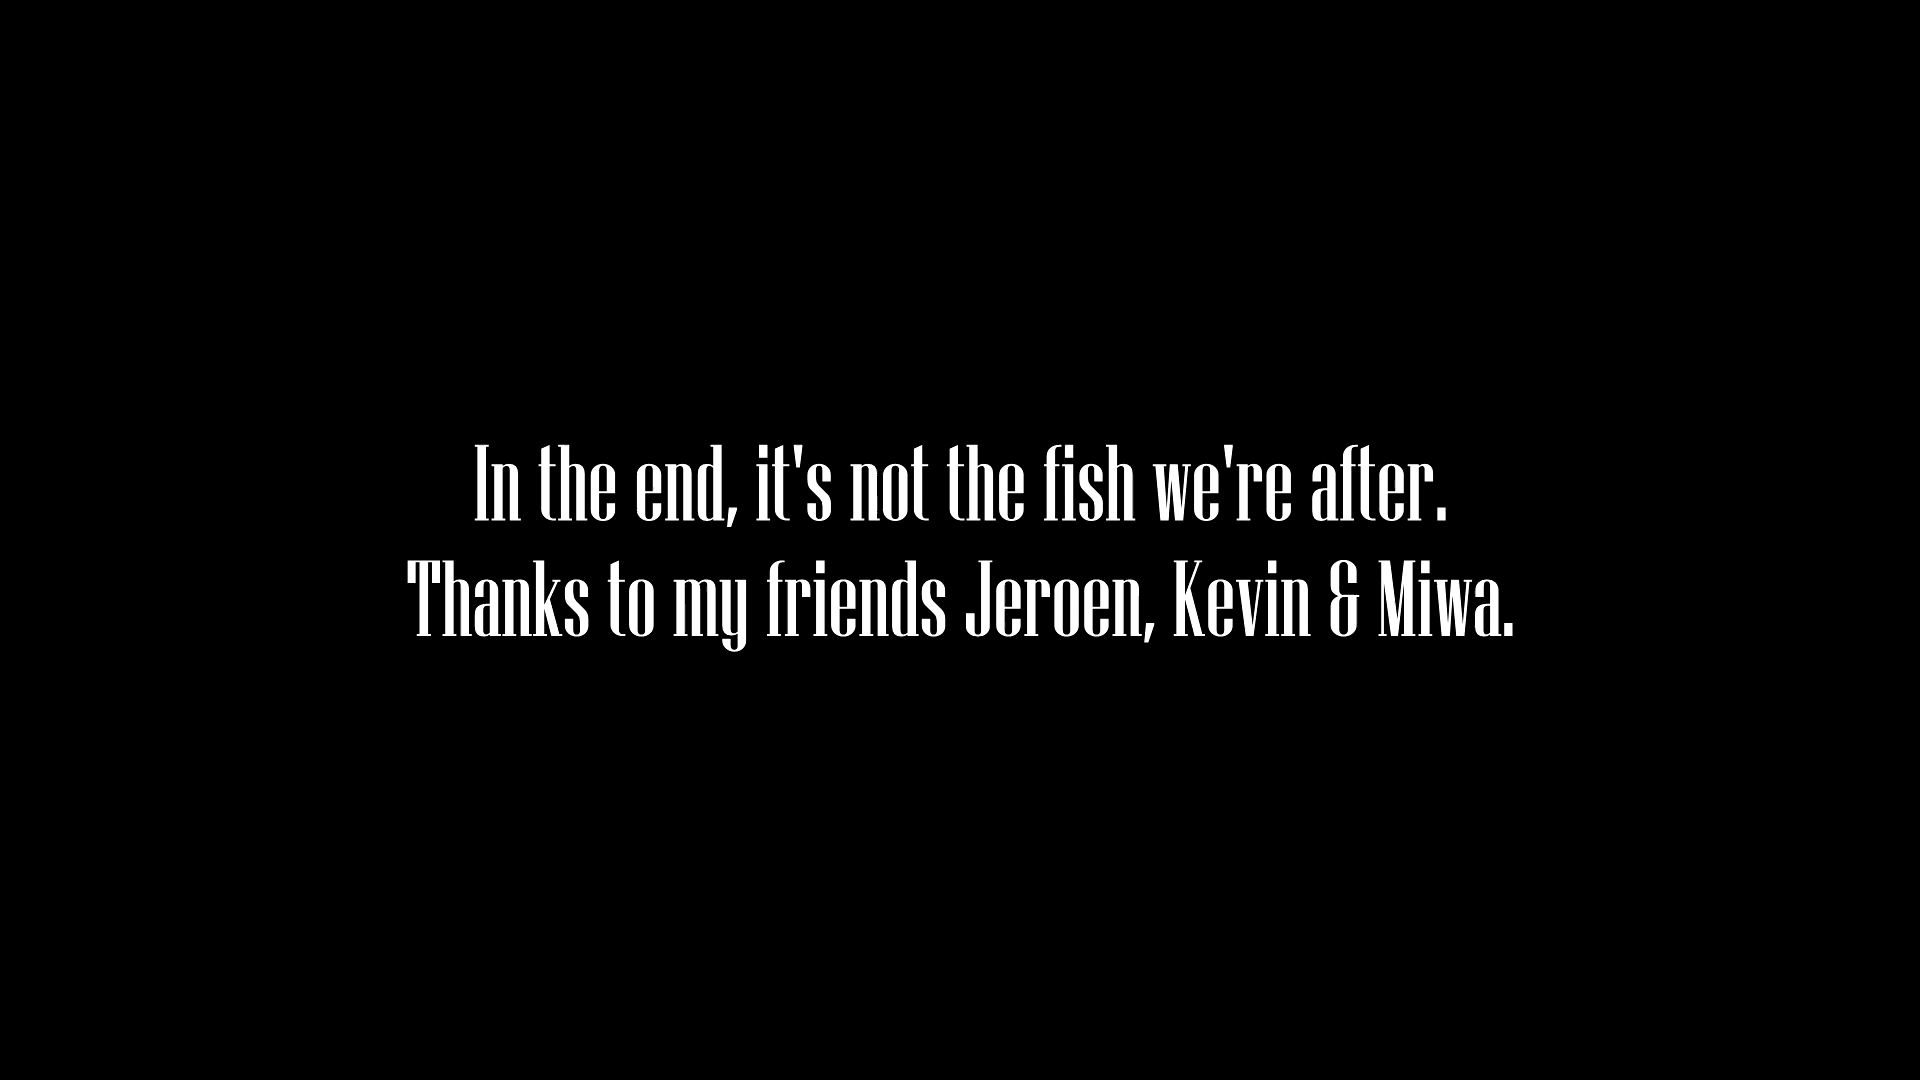 In the end, it's not the fish we're after.
Thanks to my friends Jeroen, Kevin & Miwa.